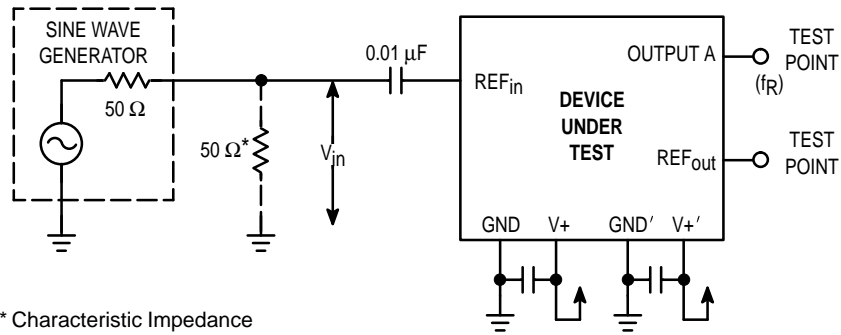 SINE WAVE
GENERATOR
50 Ω
50 Ω*
Vin
0.01 µF
REFin
DEVICE
UNDER
TEST
OUTPUT A
(fR)
TEST
POINT
REFout
TEST
POINT
GND
V+
GND′
V+′
* Characteristic Impedance